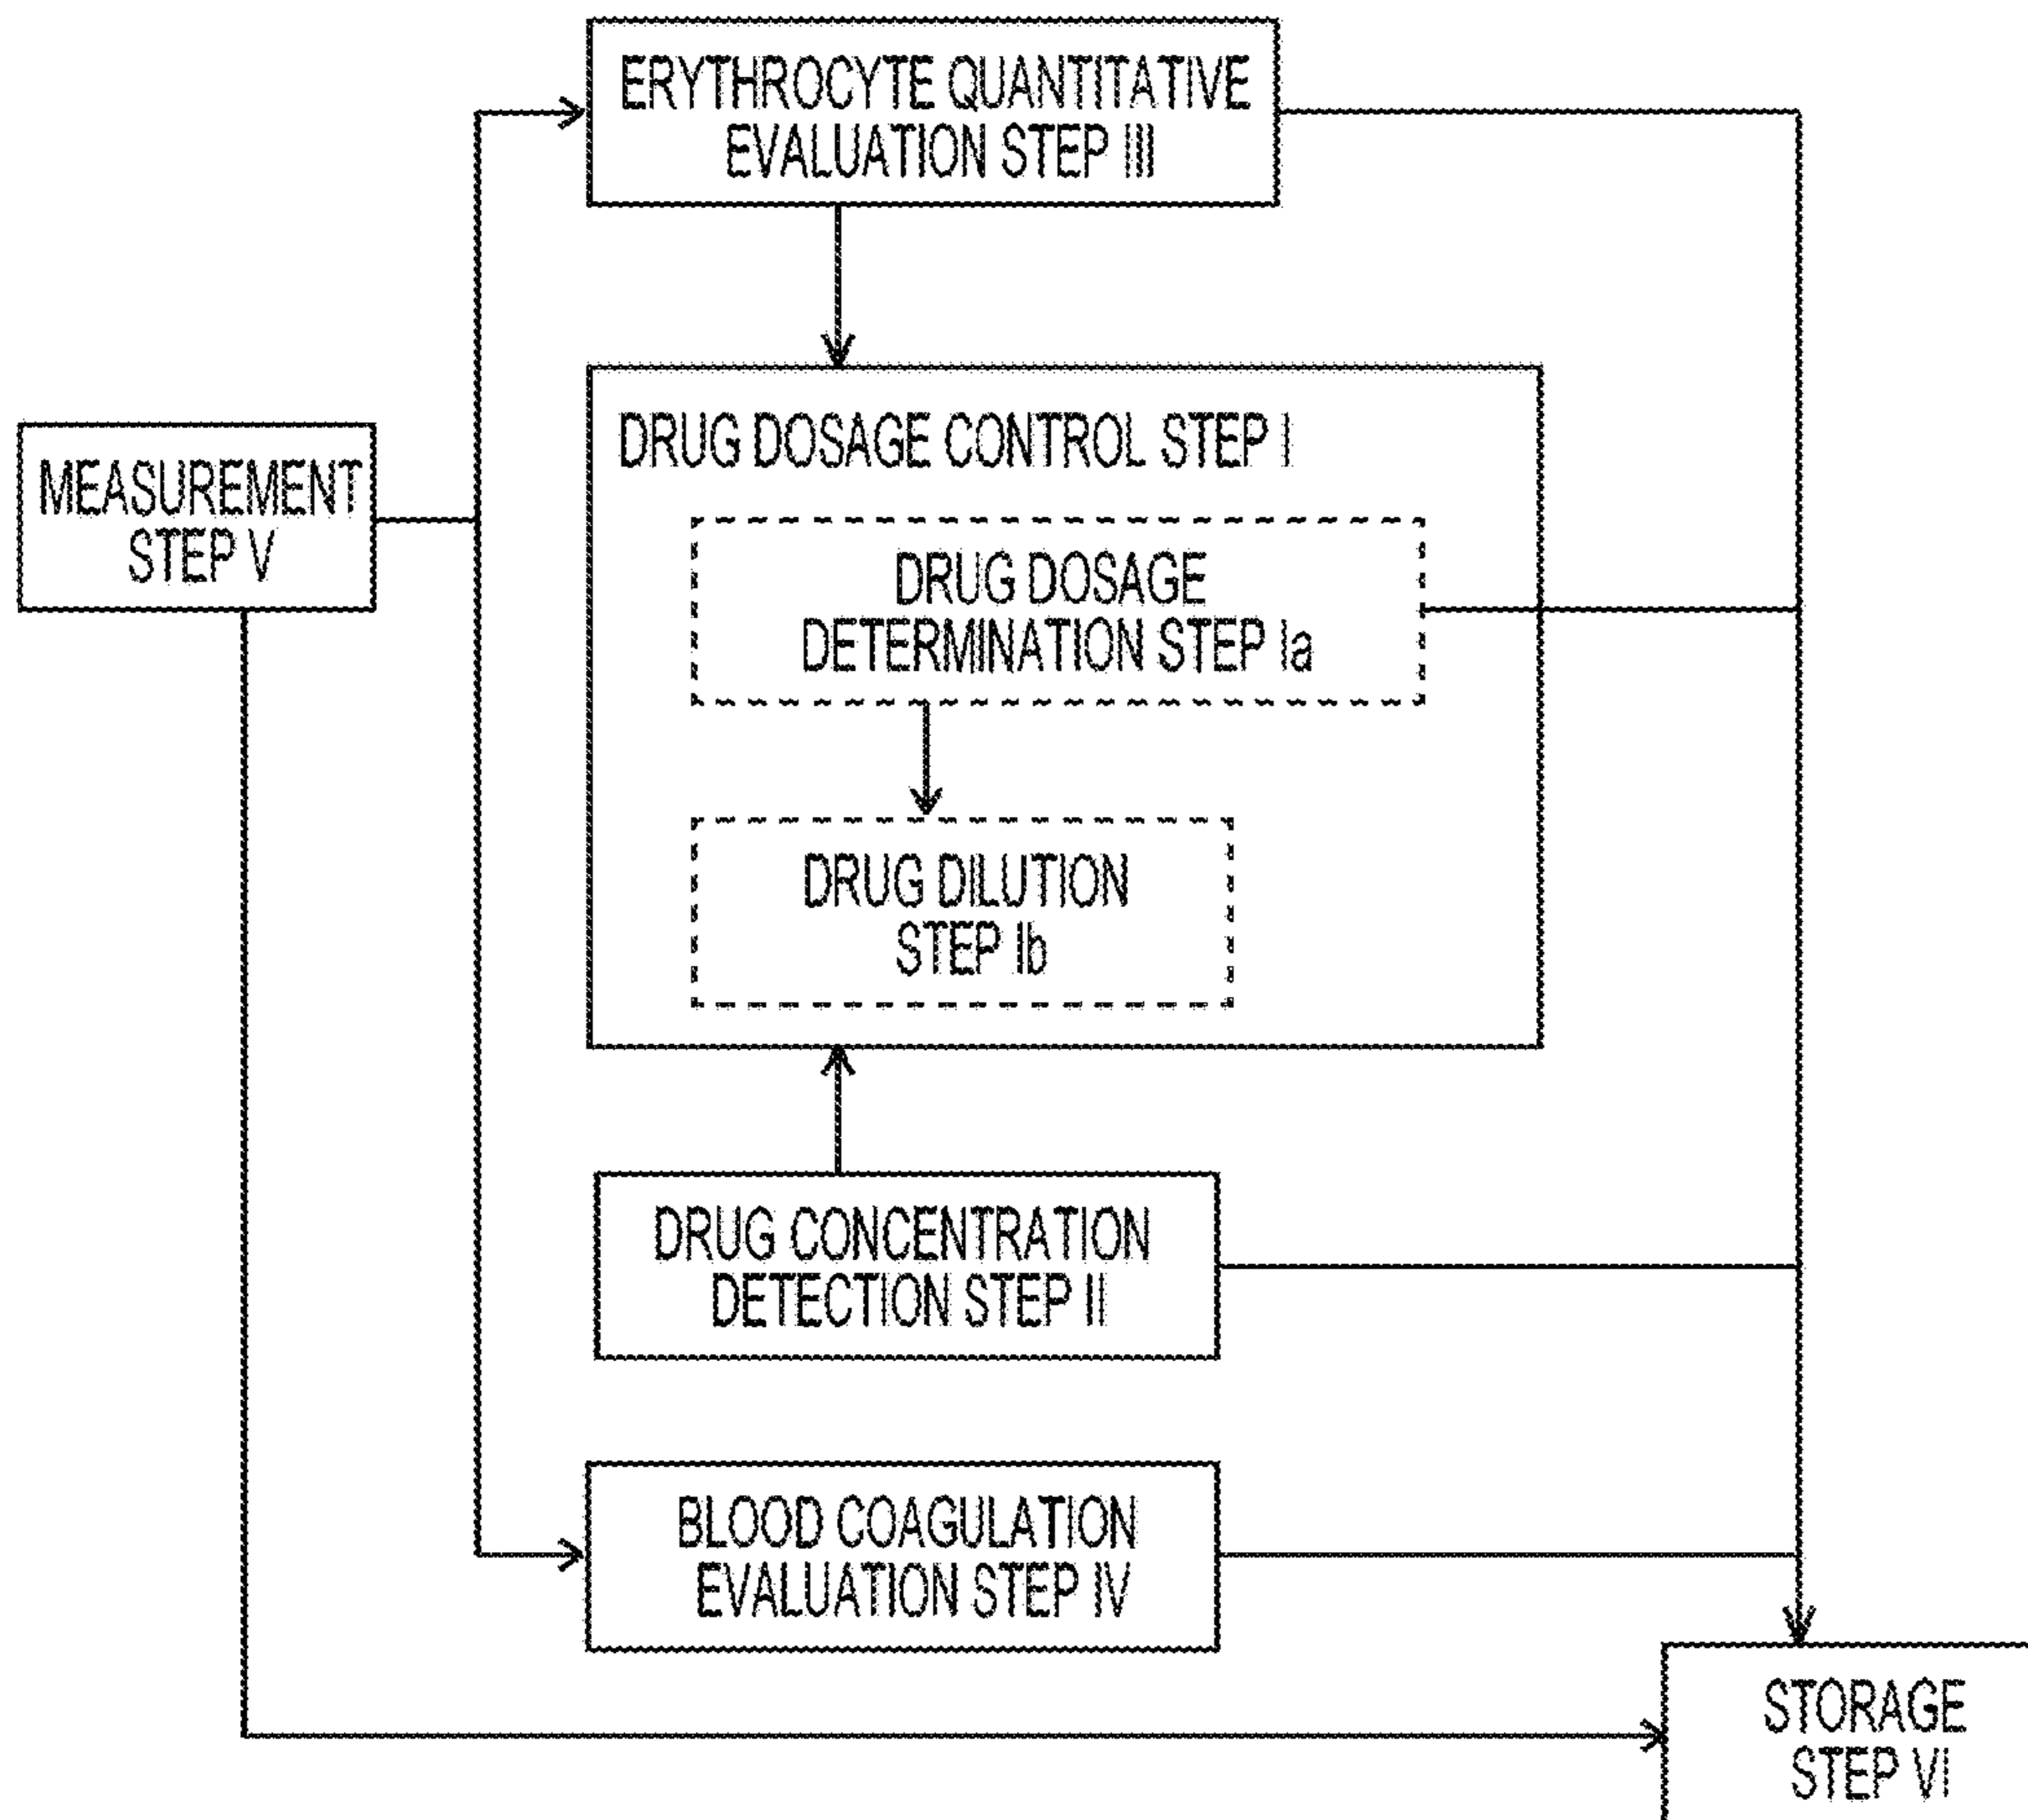 ERYTHROCYTE QUANTITATIVE
EVALUATION STEP III
DRUG DOSAGE CONTROL STEP I
MEASUREMENT
STEP V
DRUG DOSAGE
DETERMINATION STEP Ia
DRUG DILUTION
STEP Ib
DRUG CONCENTRATION
DETECTION STEP II
BLOOD COAGULATION
EVALUATION STEP IV
STORAGE
STEP VI